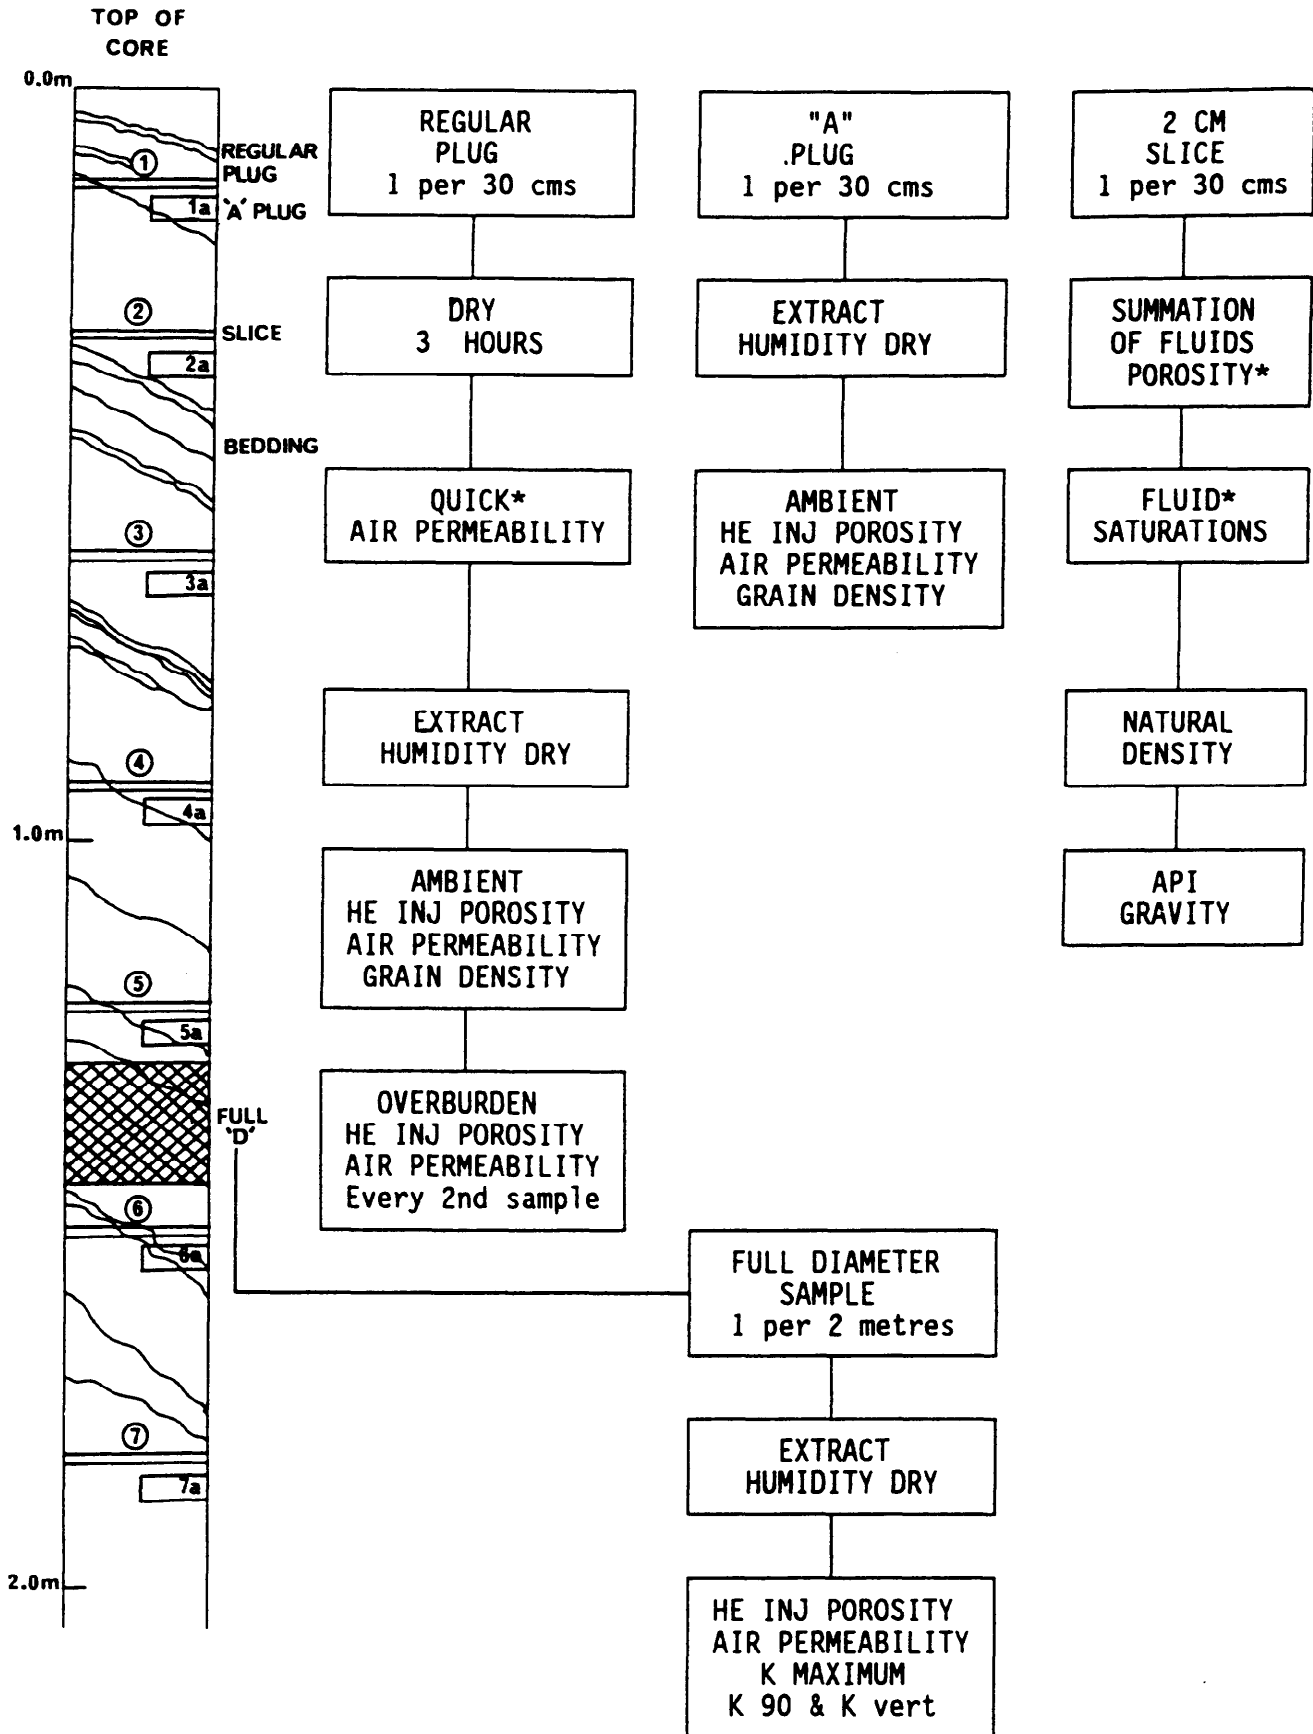 TOP OF
CORE
0.0m
①
REGULAR
PLUG
1a
'A' PLUG
②
SLICE
2a
BEDDING
③
3a
④
4a
1.0m
⑤
5a
FULL
'D'
⑥
6a
⑦
7a
2.0m
REGULAR
PLUG
1 per 30 cms
DRY
3 HOURS
QUICK*
AIR PERMEABILITY
EXTRACT
HUMIDITY DRY
AMBIENT
HE INJ POROSITY
AIR PERMEABILITY
GRAIN DENSITY
OVERBURDEN
HE INJ POROSITY
AIR PERMEABILITY
Every 2nd sample
"A"
.PLUG
1 per 30 cms
EXTRACT
HUMIDITY DRY
AMBIENT
HE INJ POROSITY
AIR PERMEABILITY
GRAIN DENSITY
2 CM
SLICE
1 per 30 cms
SUMMATION
OF FLUIDS
POROSITY*
FLUID*
SATURATIONS
NATURAL
DENSITY
API
GRAVITY
FULL DIAMETER
SAMPLE
1 per 2 metres
EXTRACT
HUMIDITY DRY
HE INJ POROSITY
AIR PERMEABILITY
K MAXIMUM
K 90 & K vert